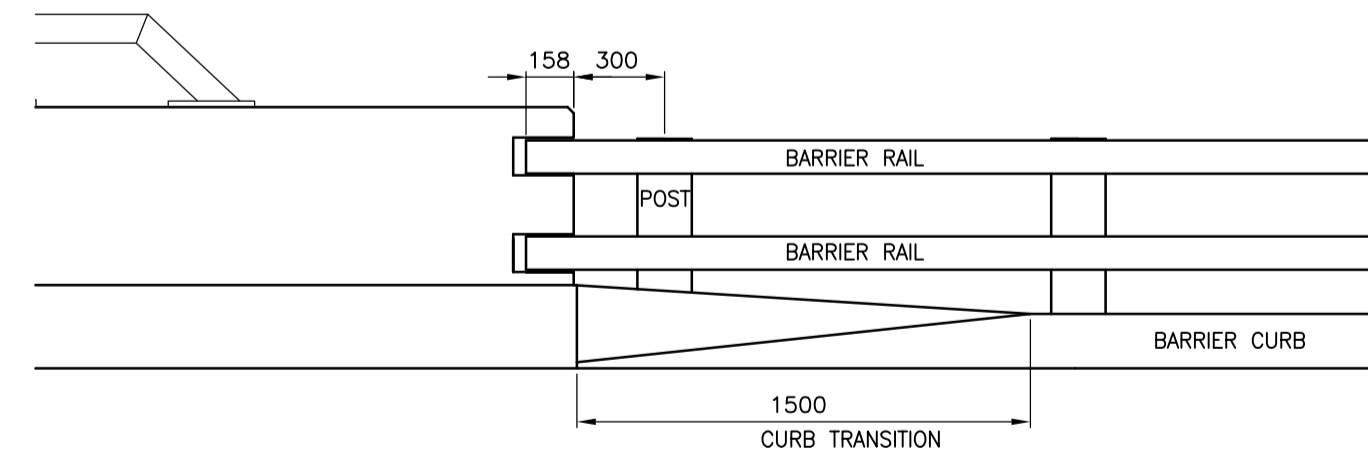 158 300
BARRIER RAIL
POST
BARRIER RAIL
BARRIER CURB
1500
CURB TRANSITION